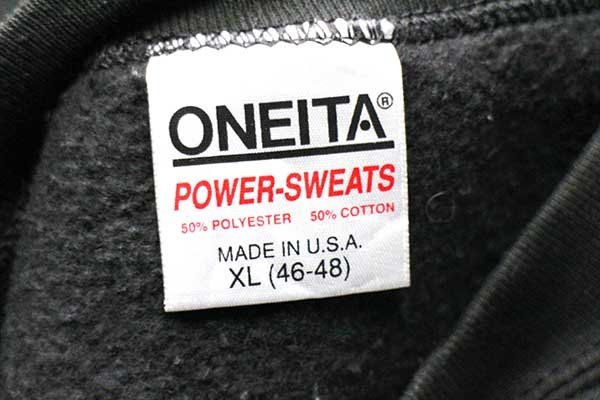 ONEITA®
POWER-SWEATS
50% POLYESTER 50% COTTON
MADE IN U.S.A.
XL (46-48)